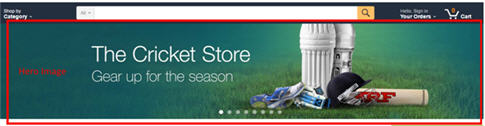 Shop by
Category
All
Hello. Sign in
Your Orders
0
Cart
The Cricket Store
Gear up for the season
Hero Image
MRF